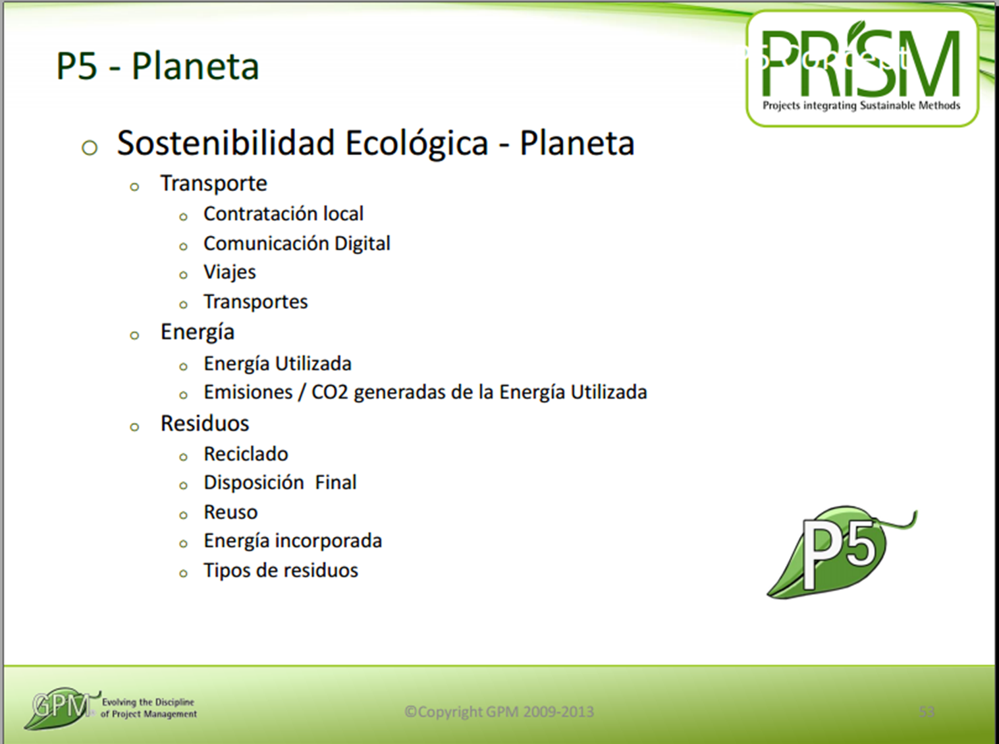 P5 - Planeta
P5 Concept
PRiSM
Projects integrating Sustainable Methods
Sostenibilidad Ecológica - Planeta
Transporte
Contratación local
Comunicación Digital
Viajes
Transportes
Energía
Energía Utilizada
Emisiones / CO2 generadas de la Energía Utilizada
Residuos
Reciclado
Disposición Final
Reuso
Energía incorporada
Tipos de residuos
P5
GPM®
Evolving the Discipline
of Project Management
©Copyright GPM 2009-2013
53